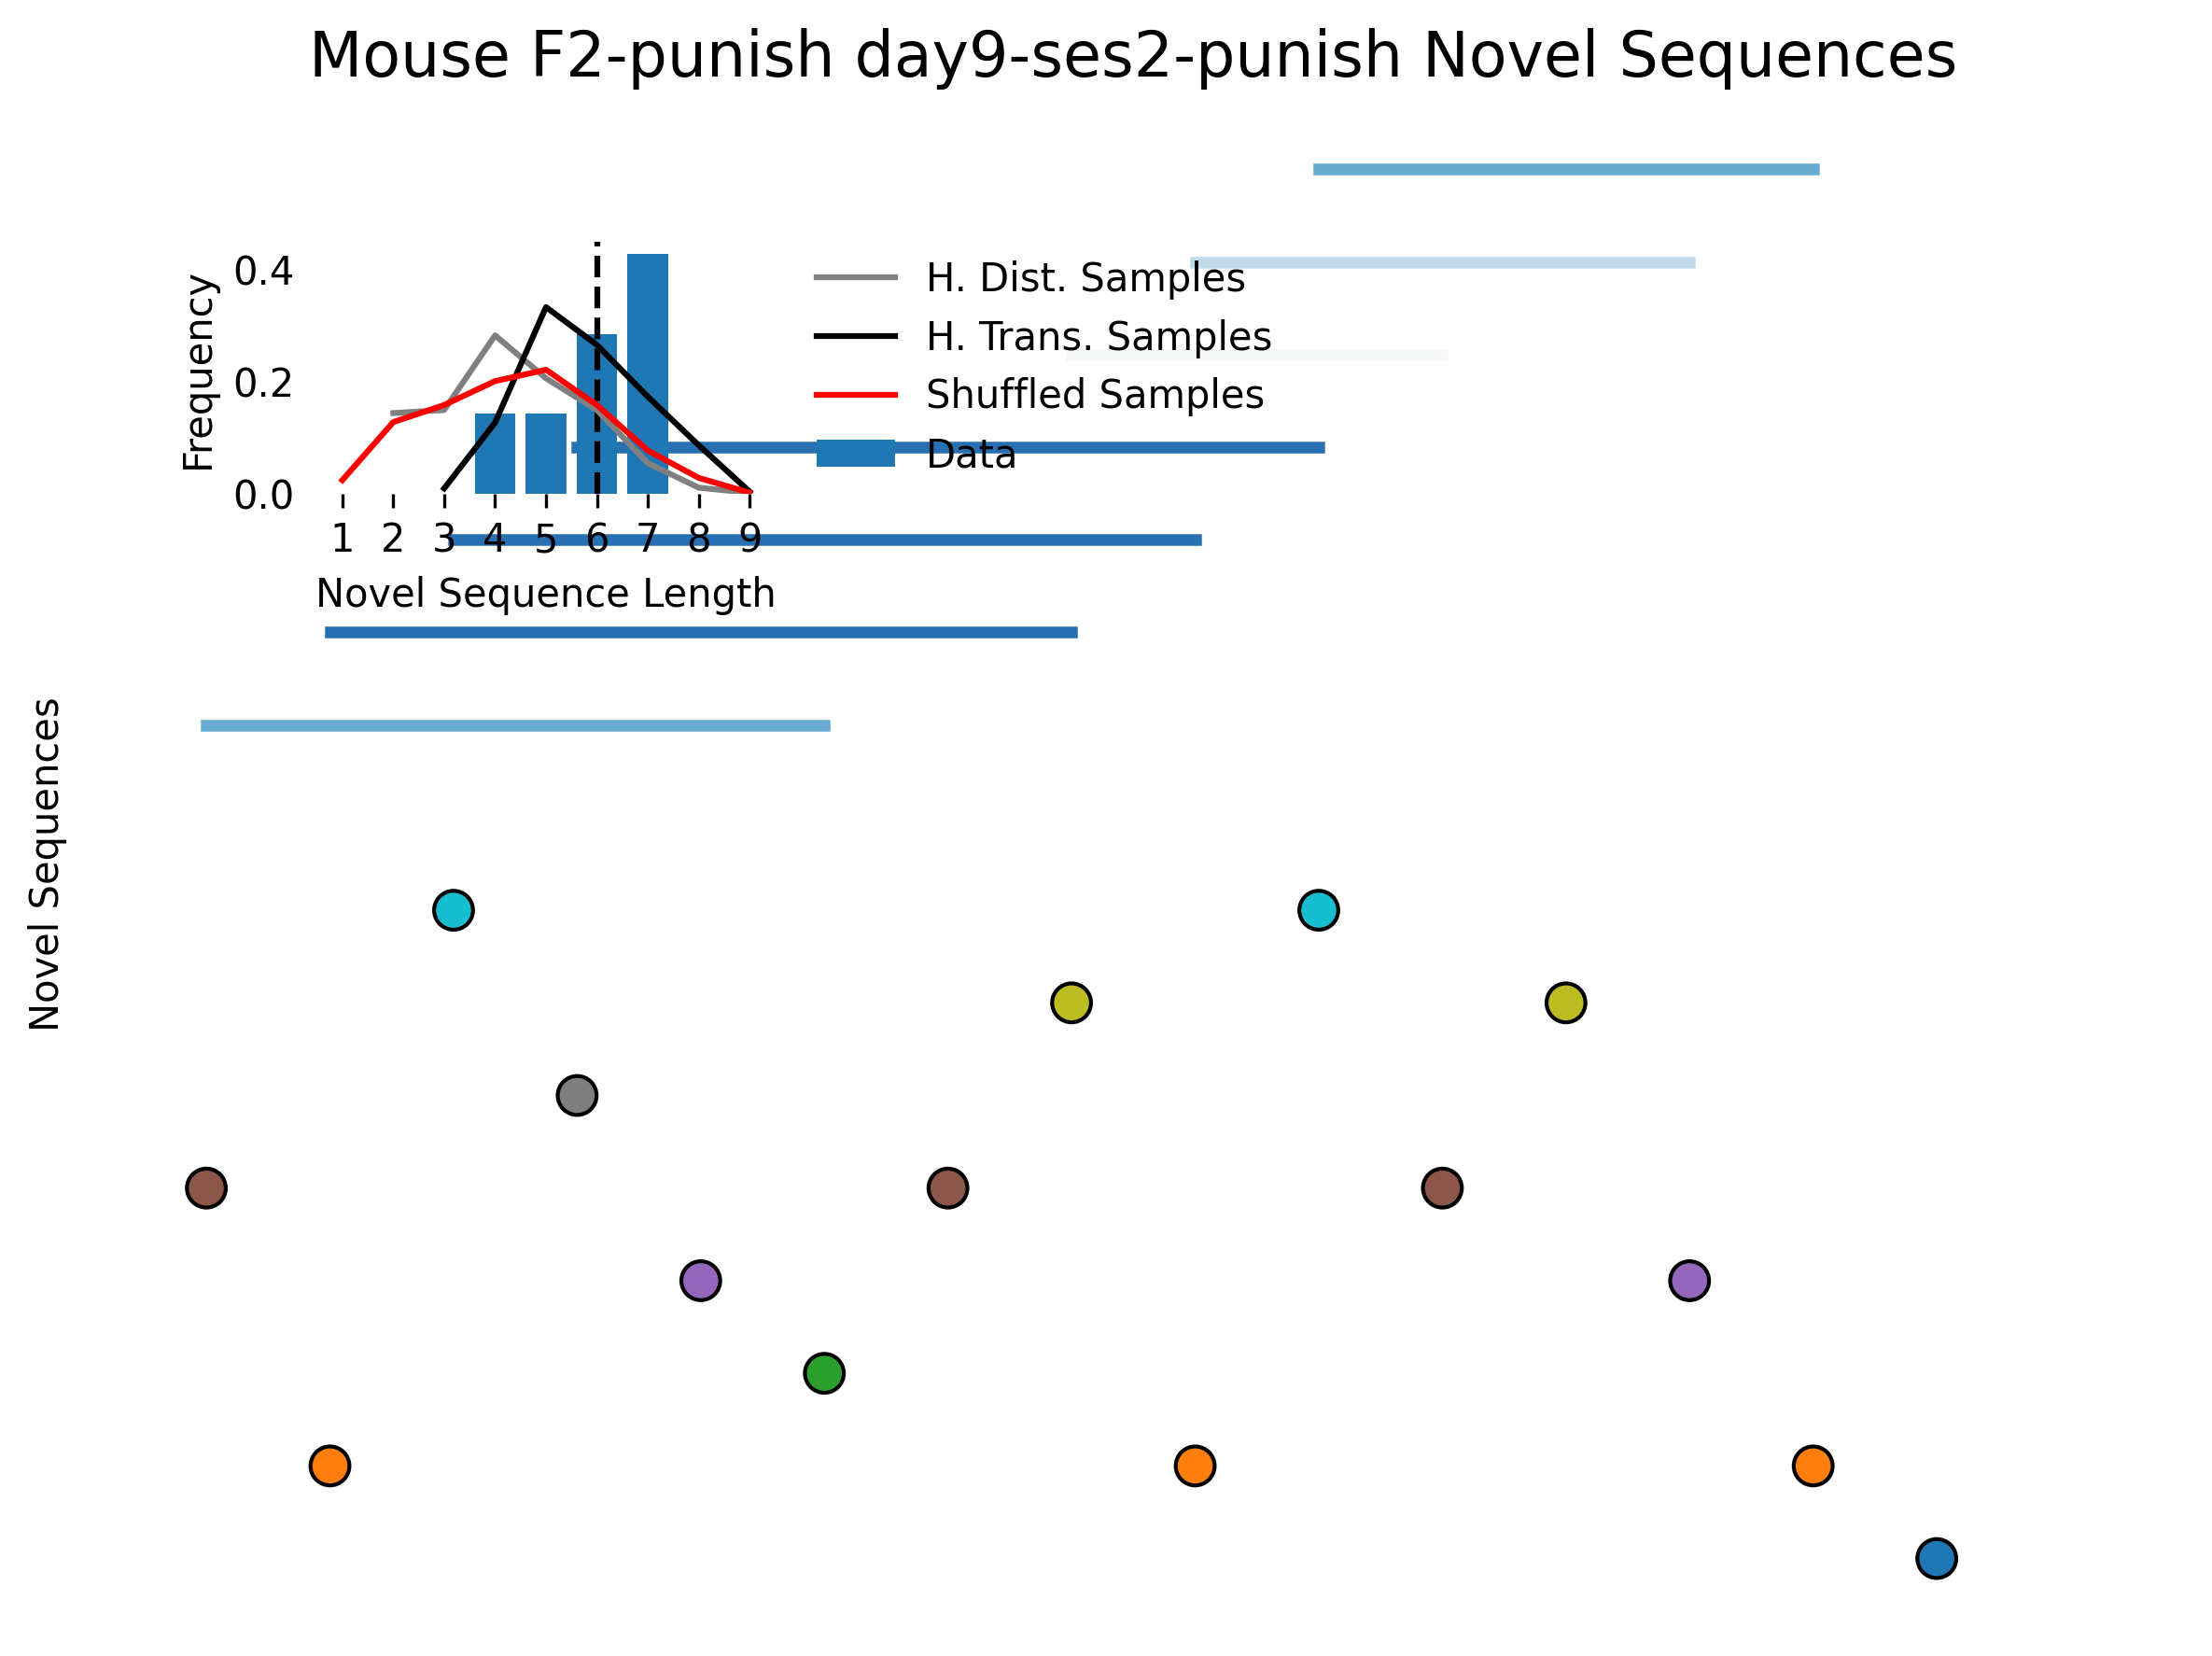 Mouse F2-punish day9-ses2-punish Novel Sequences
Frequency
0.4
0.2
0.0
1 2 3 4 5 6 7 8 9
Novel Sequence Length
H. Dist. Samples
H. Trans. Samples
Shuffled Samples
Data
Novel Sequences